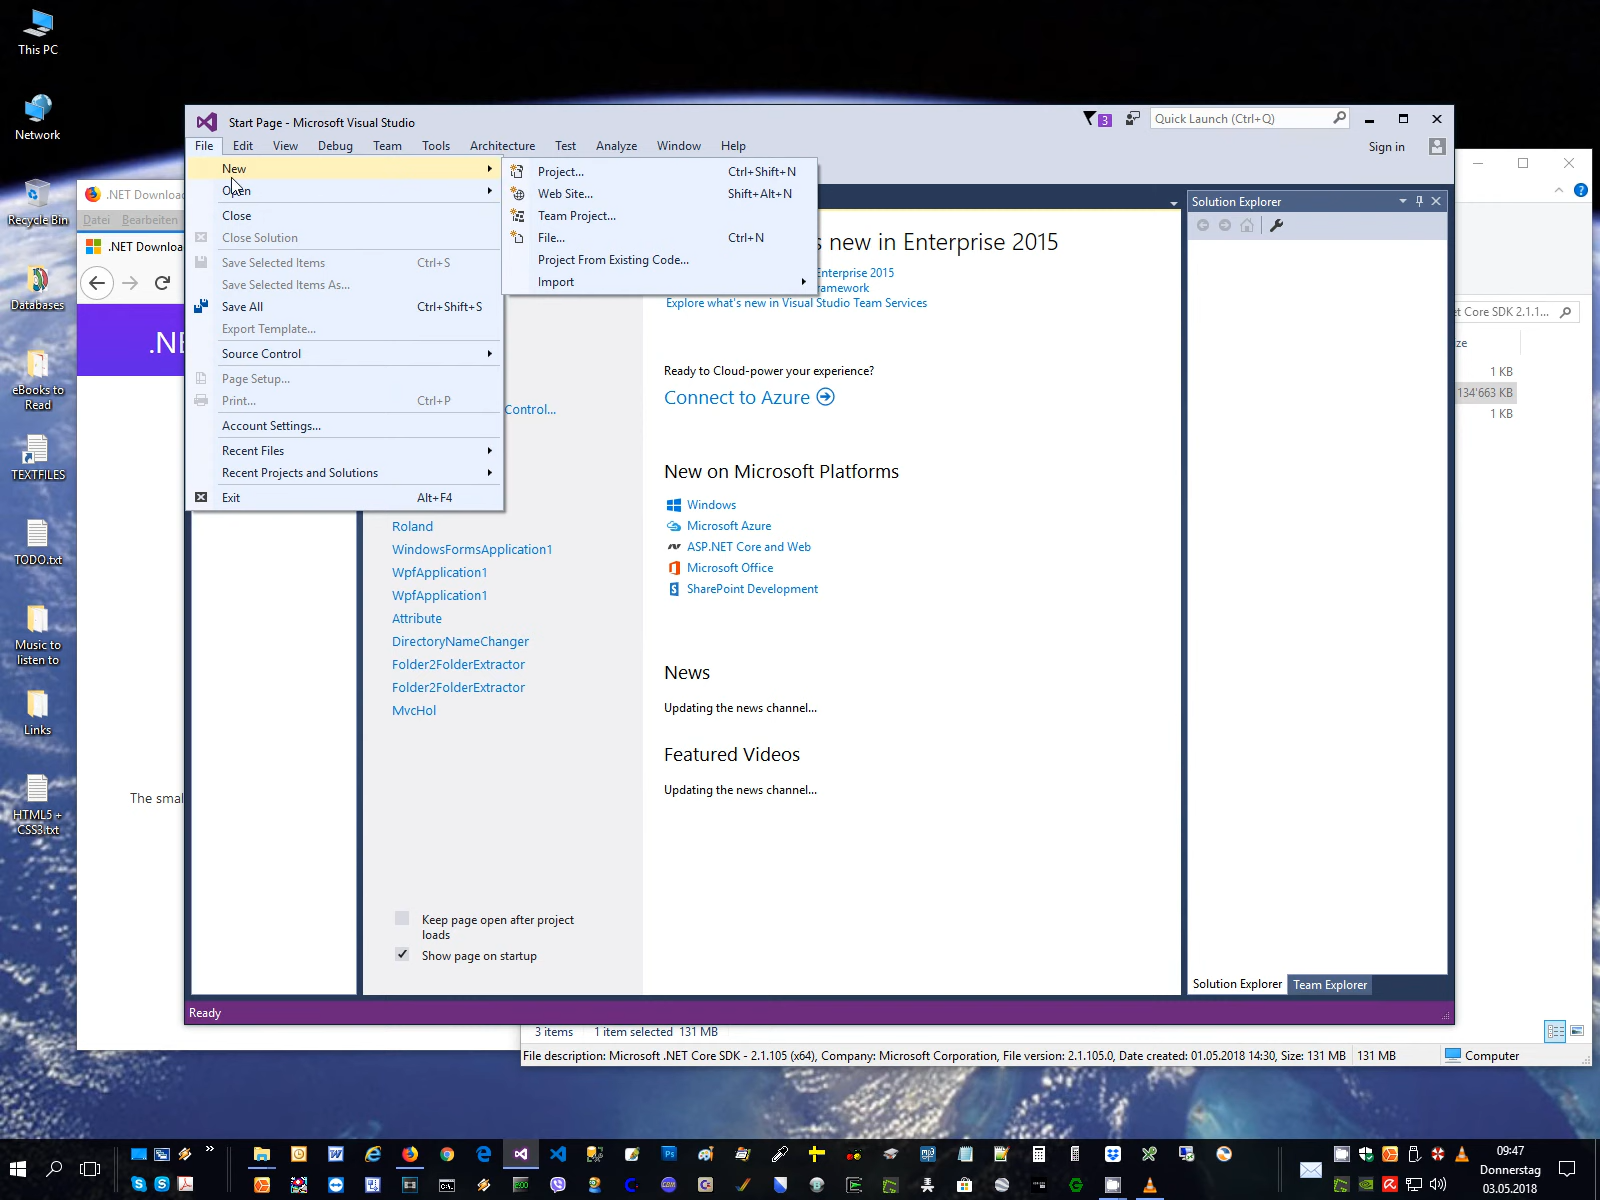 This PC
Network
Recycle Bin
Databases
eBooks to
Read
TEXTFILES
TODO.txt
Music to
listen to
Links
HTML5 +
CSS3.txt
.NET Downloa
Datei Bearbeiten
.NET Downloa
.NE
The smal
Start Page - Microsoft Visual Studio
3
Quick Launch (Ctrl+Q)
File Edit View Debug Team Tools Architecture Test Analyze Window Help
Sign in
New
Open
Close
Close Solution
Save Selected Items Ctrl+S
Save Selected Items As...
Save All Ctrl+Shift+S
Export Template...
Source Control
Page Setup...
Print... Ctrl+P
Account Settings...
Recent Files
Recent Projects and Solutions
Exit Alt+F4
Project... Ctrl+Shift+N
Web Site... Shift+Alt+N
Team Project...
File... Ctrl+N
Project From Existing Code...
Import
Control...
Roland
WindowsFormsApplication1
WpfApplication1
WpfApplication1
Attribute
DirectoryNameChanger
Folder2FolderExtractor
Folder2FolderExtractor
MvcHol
Keep page open after project
loads
Show page on startup
s new in Enterprise 2015
Enterprise 2015
ramework
Explore what's new in Visual Studio Team Services
Ready to Cloud-power your experience?
Connect to Azure
New on Microsoft Platforms
Windows
Microsoft Azure
ASP.NET Core and Web
Microsoft Office
SharePoint Development
News
Updating the news channel...
Featured Videos
Updating the news channel...
Solution Explorer
Solution Explorer Team Explorer
Ready
et Core SDK 2.1.1...
ze
1 KB
134'663 KB
1 KB
3 items 1 item selected 131 MB
File description: Microsoft .NET Core SDK - 2.1.105 (x64), Company: Microsoft Corporation, File version: 2.1.105.0, Date created: 01.05.2018 14:30, Size: 131 MB 131 MB Computer
09:47
Donnerstag
03.05.2018